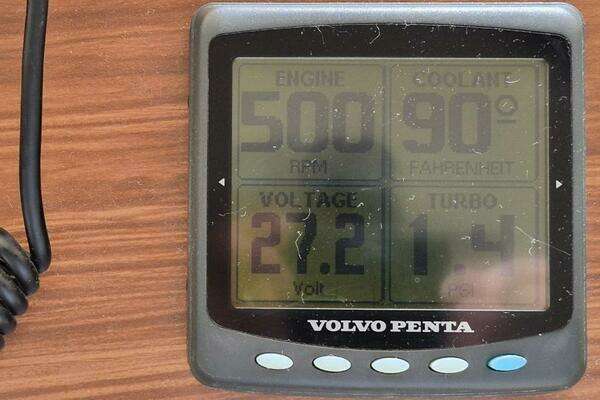 ENGINE
500
RPM
COOLANT
90°
FAHRENHEIT
VOLTAGE
27.2
Volt
TURBO
1.4
PSI
VOLVO PENTA